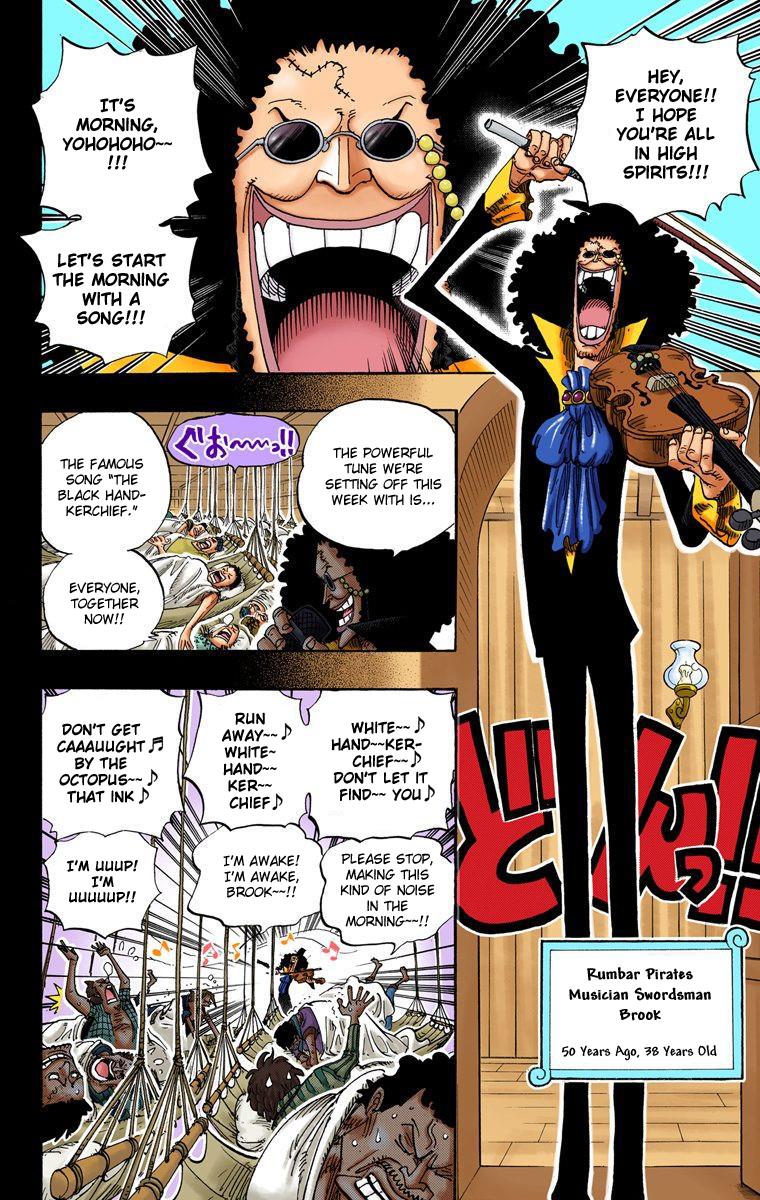 HEY,
EVERYONE!!
I HOPE
YOU'RE ALL
IN HIGH
SPIRITS!!!
IT'S
MORNING,
YOHOHOHO~~
!!!
LET'S START
THE MORNING
WITH A
SONG!!!
どんっ!!
THE POWERFUL
TUNE WE'RE
SETTING OFF THIS
WEEK WITH IS...
ぐお〜〜〜っ!!
THE FAMOUS
SONG "THE
BLACK HAND-
KERCHIEF."
EVERYONE,
TOGETHER
NOW!!
WHITE~~♪
HAND~~KER-
CHIEF~~♪
DON'T LET IT
FIND~~ YOU♪
RUN
AWAY~~♪
WHITE~
HAND~~
KER~~
CHIEF♪
DON'T GET
CAAAUUGHT♬
BY THE
OCTOPUS~~♪
THAT INK♪
PLEASE STOP,
MAKING THIS
KIND OF NOISE
IN THE
MORNING~~!!
I'M AWAKE!
I'M AWAKE,
BROOK~~!!
I'M UUUP!
I'M
UUUUUP!!
Rumbar Pirates
Musician Swordsman
Brook
50 Years Ago, 38 Years Old